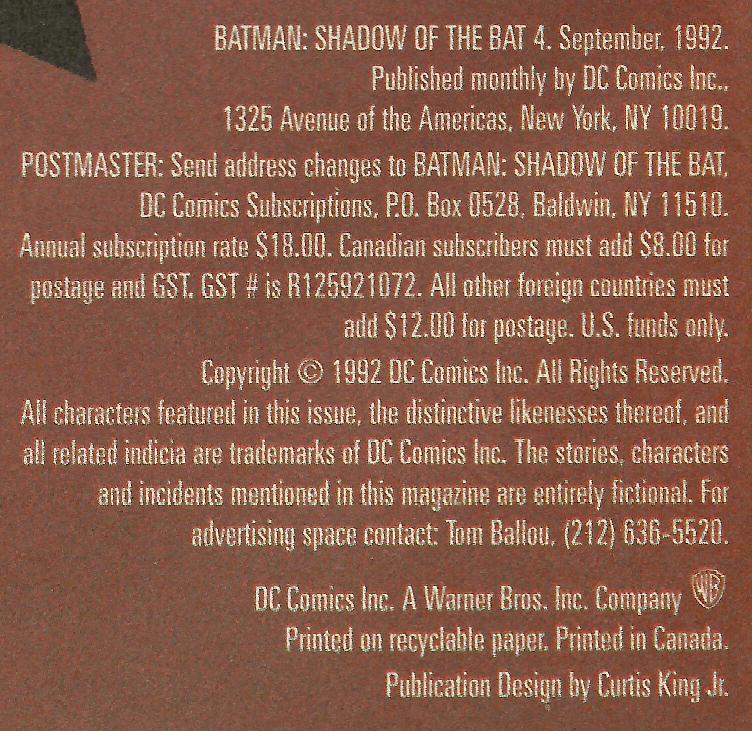 BATMAN: SHADOW OF THE BAT 4. September, 1992.
Published monthly by DC Comics Inc.,
1325 Avenue of the Americas, New York, NY 10019.
POSTMASTER: Send address changes to BATMAN: SHADOW OF THE BAT,
DC Comics Subscriptions, P.O. Box 0528, Baldwin, NY 11510.
Annual subscription rate $18.00. Canadian subscribers must add $8.00 for
postage and GST. GST # is R125921072. All other foreign countries must
add $12.00 for postage. U.S. funds only.
Copyright © 1992 DC Comics Inc. All Rights Reserved.
All characters featured in this issue, the distinctive likenesses thereof, and
all related indicia are trademarks of DC Comics Inc. The stories, characters
and incidents mentioned in this magazine are entirely fictional. For
advertising space contact: Tom Ballou, (212) 636-5520.
DC Comics Inc. A Warner Bros. Inc. Company WB
Printed on recyclable paper. Printed in Canada.
Publication Design by Curtis King Jr.